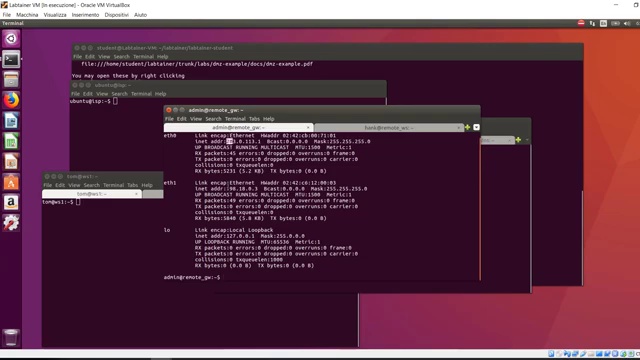 Labtainer VM [in esecuzione] - Oracle VM VirtualBox
File Macchina Visualizza Inserimento Dispositivi Aiuto
Terminal
student@Labtainer-VM: ~/labtainer/labtainer-student
File Edit View Search Terminal Help
file:///home/student/labtainer/trunk/labs/dmz-example/docs/dmz-example.pdf
You may open these by right clicking
ubuntu@isp: ~
File Edit View Search Terminal Help
ubuntu@isp:~$
admin@remote_gw: ~
File Edit View Search Terminal Tabs Help
admin@remote_gw: ~
hank@remote_ws: ~
eth0 Link encap:Ethernet HWaddr 02:42:cb:00:71:01
Bcast:0.0.0.0 Mask:255.255.255.0
UP BROADCAST RUNNING MULTICAST MTU:1500 Metric:1
RX packets:45 errors:0 dropped:0 overruns:0 frame:0
TX packets:0 errors:0 dropped:0 overruns:0 carrier:0
collisions:0 txqueuelen:0
RX bytes:5231 (5.2 KB) TX bytes:0 (0.0 B)
eth1 Link encap:Ethernet HWaddr 02:42:c6:12:00:03
inet addr: Bcast:0.0.0.0 Mask:255.255.255.0
UP BROADCAST RUNNING MULTICAST MTU:1500 Metric:1
RX packets:49 errors:0 dropped:0 overruns:0 frame:0
TX packets:0 errors:0 dropped:0 overruns:0 carrier:0
collisions:0 txqueuelen:0
RX bytes:5840 (5.8 KB) TX bytes:0 (0.0 B)
lo Link encap:Local Loopback
inet addr:127.0.0.1 Mask:255.0.0.0
UP LOOPBACK RUNNING MTU:65536 Metric:1
RX packets:0 errors:0 dropped:0 overruns:0 frame:0
TX packets:0 errors:0 dropped:0 overruns:0 carrier:0
collisions:0 txqueuelen:1000
RX bytes:0 (0.0 B) TX bytes:0 (0.0 B)
admin@remote_gw:~$
tom@ws1: ~
File Edit View Search Terminal Tabs Help
tom@ws1: ~
tom@ws1:~$